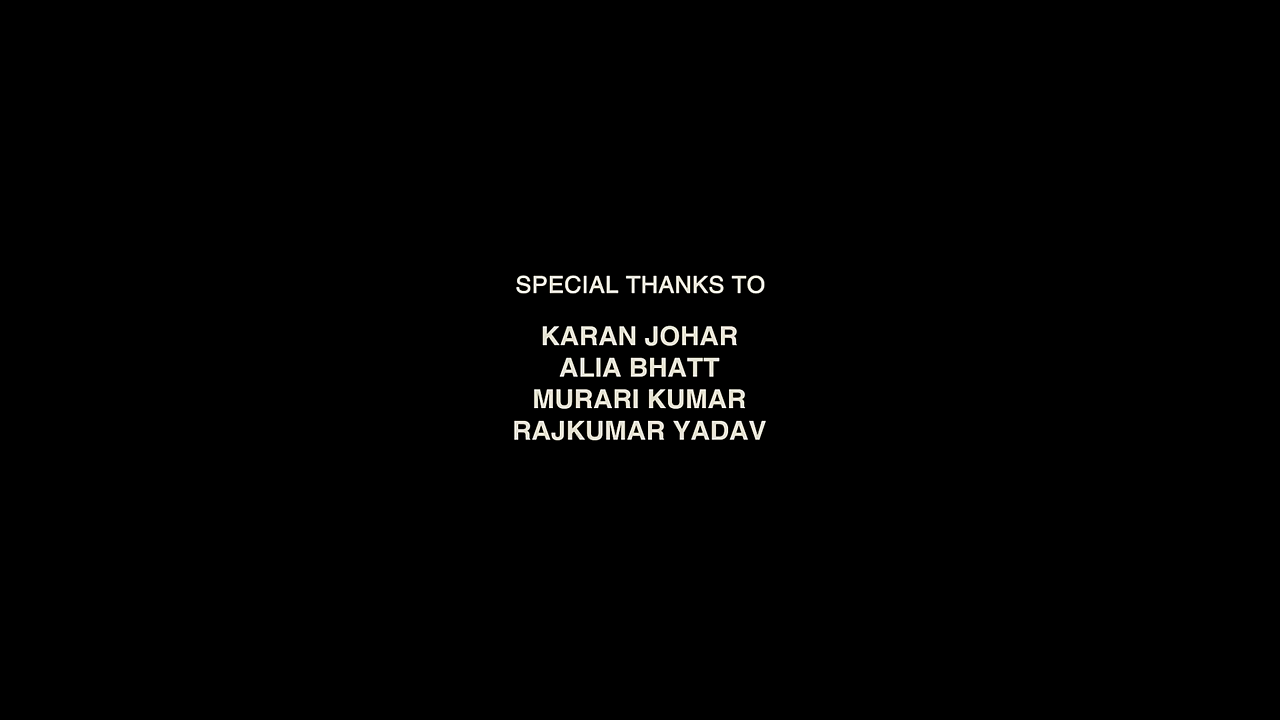 SPECIAL THANKS TO
KARAN JOHAR
ALIA BHATT
MURARI KUMAR
RAJKUMAR YADAV